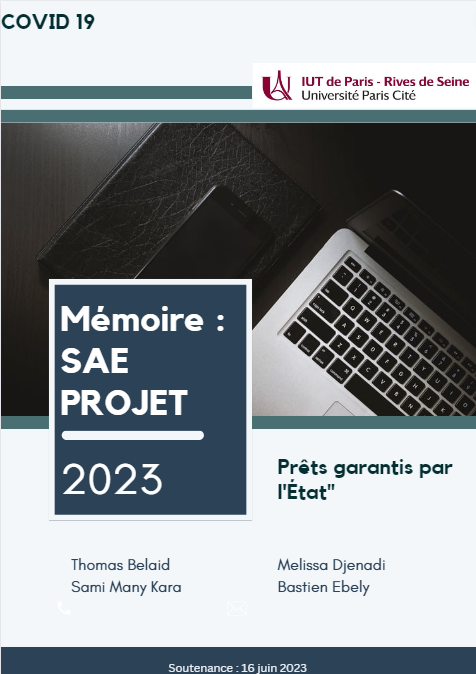 COVID 19
IUT de Paris - Rives de Seine
Université Paris Cité
Mémoire :
SAE
PROJET
2023
Prêts garantis par
l'État"
Thomas Belaid
Sami Many Kara
Melissa Djenadi
Bastien Ebely
Soutenance : 16 juin 2023